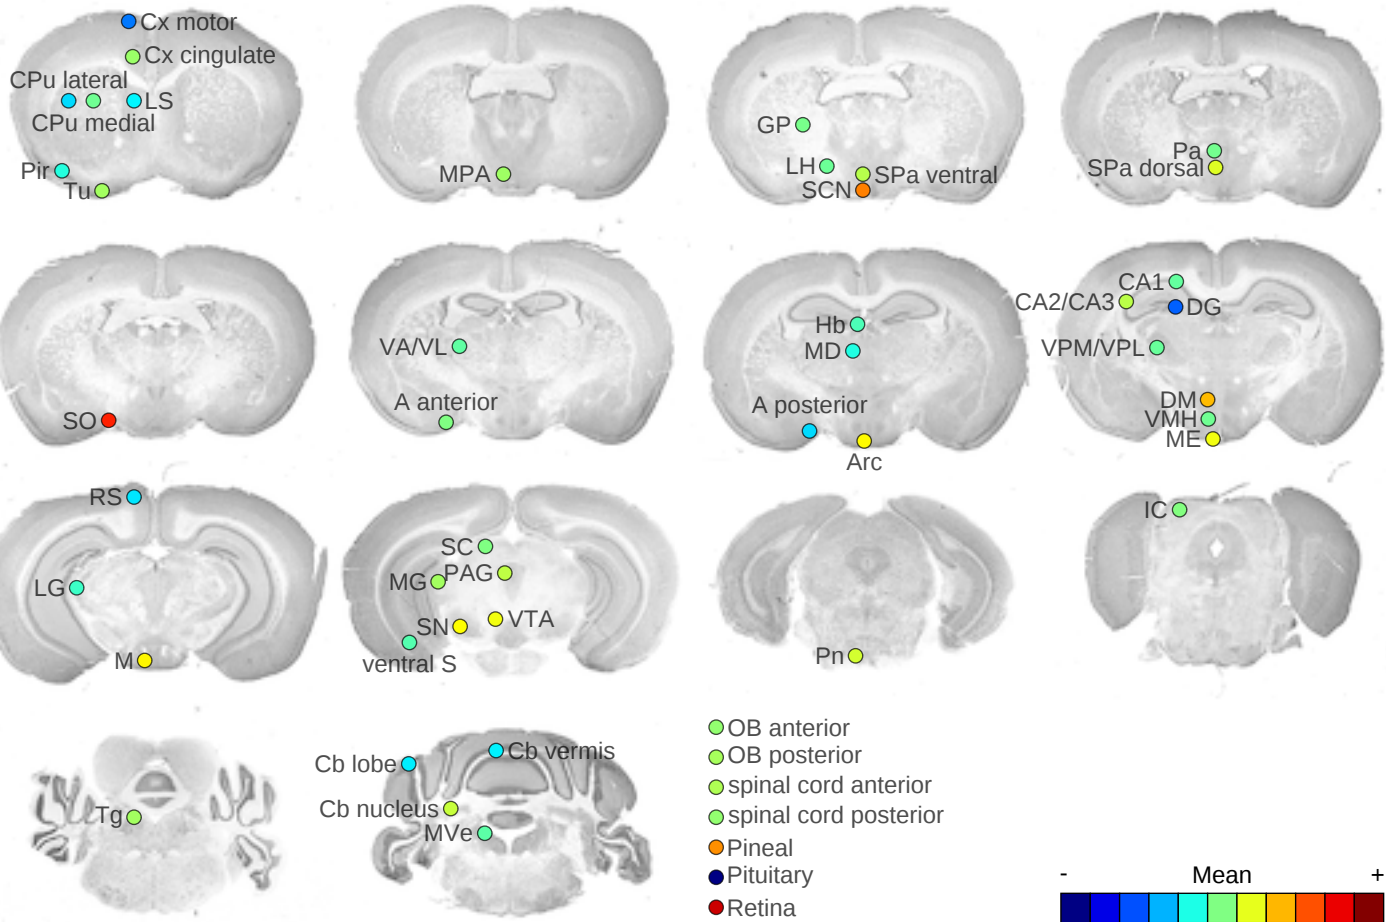 Cx motor
Cx cingulate
CPu lateral
LS
CPu medial
Pir
Tu
MPA
GP
LH
SPa ventral
SCN
Pa
SPa dorsal
SO
VA/VL
A anterior
Hb
MD
A posterior
Arc
CA1
CA2/CA3
DG
VPM/VPL
DM
VMH
ME
RS
LG
M
SC
MG
PAG
SN
VTA
ventral S
Pn
IC
Tg
Cb lobe
Cb vermis
Cb nucleus
MVe
OB anterior
OB posterior
spinal cord anterior
spinal cord posterior
Pineal
Pituitary
Retina
- Mean +